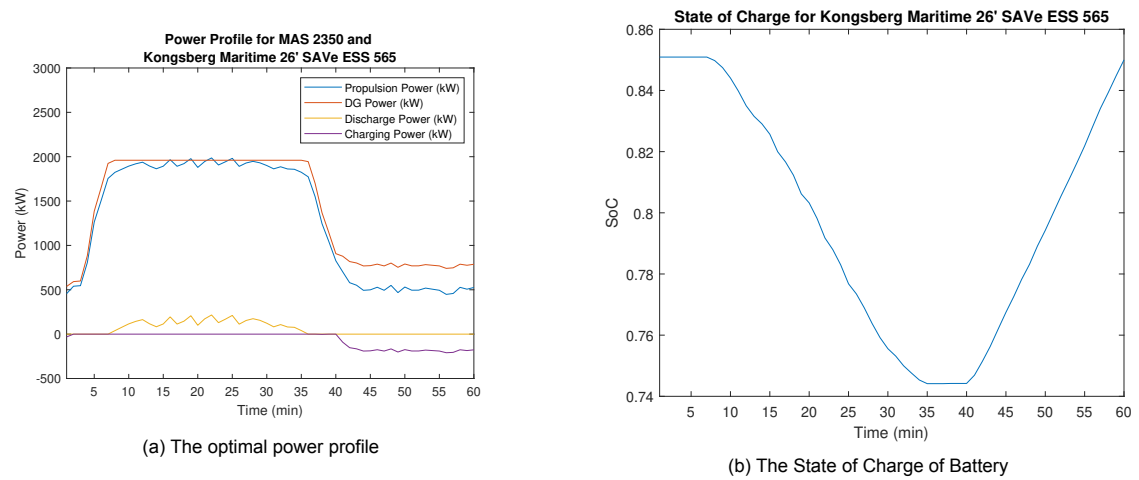 Power Profile for MAS 2350 and
Kongsberg Maritime 26' SAVe ESS 565
3000
2500
2000
1500
1000
500
0
-500
Power (kW)
Propulsion Power (kW)
DG Power (kW)
Discharge Power (kW)
Charging Power (kW)
5 10 15 20 25 30 35 40 45 50 55 60
Time (min)
(a) The optimal power profile
State of Charge for Kongsberg Maritime 26' SAVe ESS 565
0.86
0.84
0.82
0.8
0.78
0.76
0.74
SoC
5 10 15 20 25 30 35 40 45 50 55 60
Time (min)
(b) The State of Charge of Battery